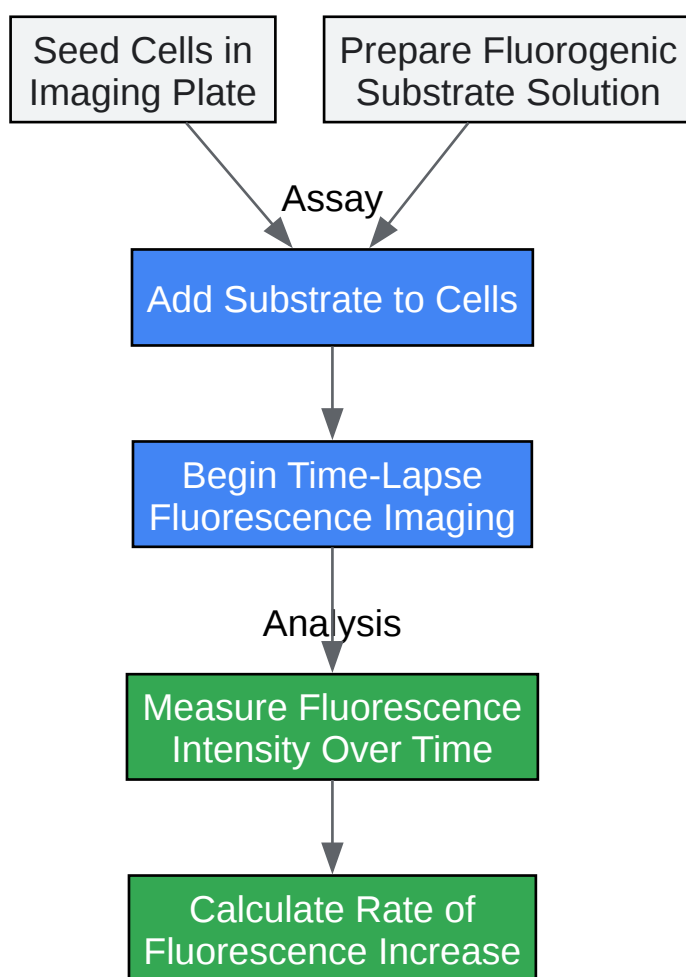 Seed Cells in
Imaging Plate
Prepare Fluorogenic
Substrate Solution
Assay
Add Substrate to Cells
Begin Time-Lapse
Fluorescence Imaging
Analysis
Measure Fluorescence
Intensity Over Time
Calculate Rate of
Fluorescence Increase